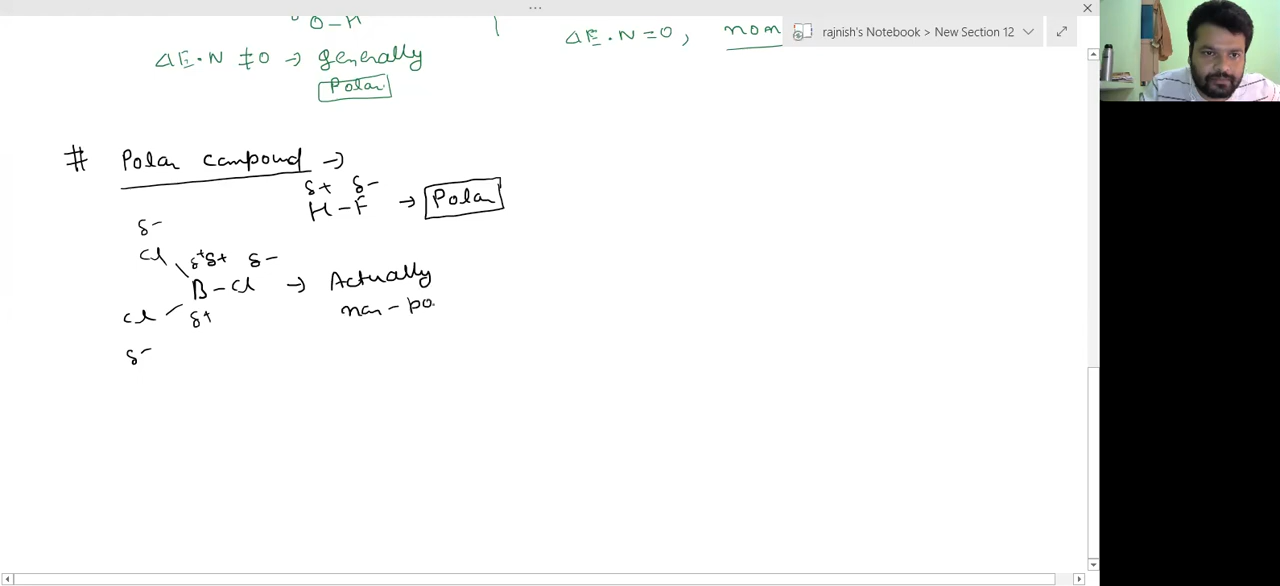 O-H
rajnish's Notebook > New Section 12
ΔE.N ≠0 → generally
Polar
ΔE.N =0, non
# Polar compound →
δ+ δ-
H-F → Polar
δ-
Cl δ+δ+ δ-
B-Cl → Actually
Cl δ+ non-po
δ-